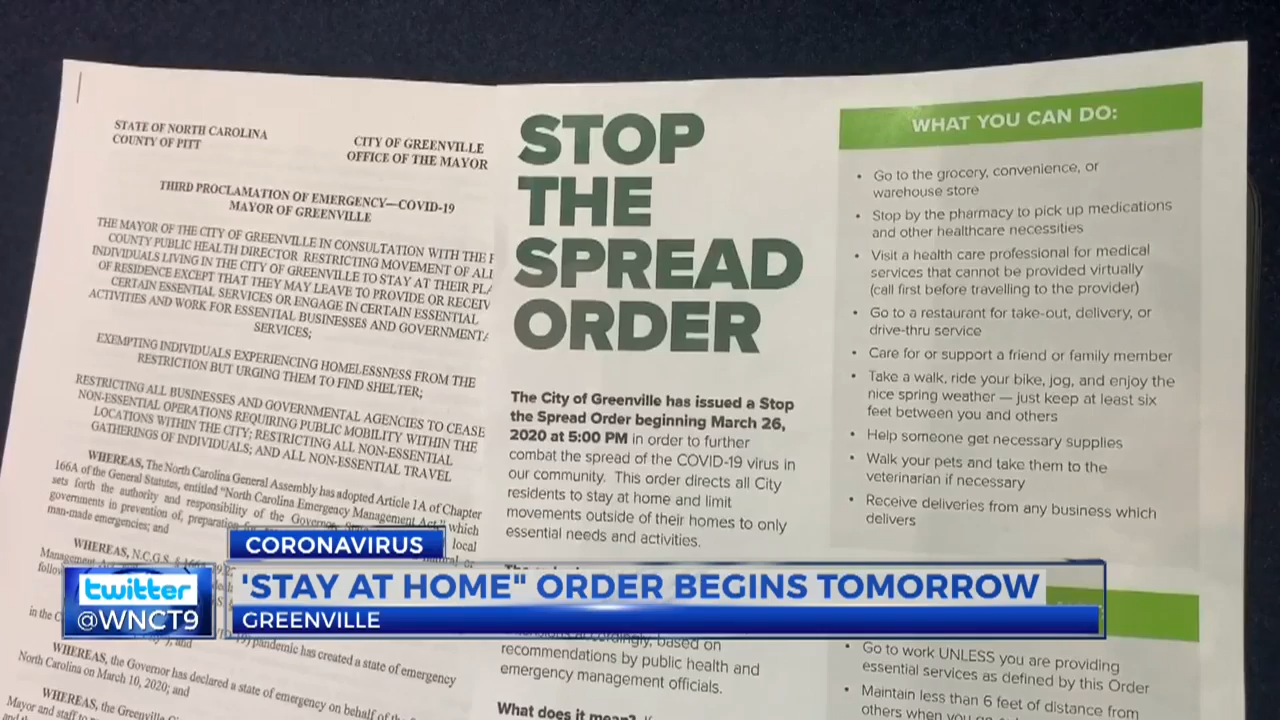 STATE OF NORTH CAROLINA
COUNTY OF PITT
CITY OF GREENVILLE
OFFICE OF THE MAYOR
THIRD PROCLAMATION OF EMERGENCY—COVID-19
MAYOR OF GREENVILLE
THE MAYOR OF THE CITY OF GREENVILLE IN CONSULTATION WITH THE
COUNTY PUBLIC HEALTH DIRECTOR RESTRICTING MOVEMENT OF ALL
INDIVIDUALS LIVING IN THE CITY OF GREENVILLE TO STAY AT THEIR PLA
OF RESIDENCE EXCEPT THAT THEY MAY LEAVE TO PROVIDE OR RECEIV
CERTAIN ESSENTIAL SERVICES OR ENGAGE IN CERTAIN ESSENTIAL
ACTIVITIES AND WORK FOR ESSENTIAL BUSINESSES AND GOVERNMENTA
SERVICES;
EXEMPTING INDIVIDUALS EXPERIENCING HOMELESSNESS FROM THE
RESTRICTION BUT URGING THEM TO FIND SHELTER;
RESTRICTING ALL BUSINESSES AND GOVERNMENTAL AGENCIES TO CEASE
NON-ESSENTIAL OPERATIONS REQUIRING PUBLIC MOBILITY WITHIN THE
LOCATIONS WITHIN THE CITY; RESTRICTING ALL NON-ESSENTIAL
GATHERINGS OF INDIVIDUALS; AND ALL NON-ESSENTIAL TRAVEL
WHEREAS, The North Carolina General Assembly has adopted Article 1A of Chapter
166A of the General Statutes, entitled "North Carolina Emergency Management Act," which
sets forth the authority and responsibility of the Governor, State
governments in prevention of, preparation local
man-made emergencies; and
WHEREAS, N.C.G.S.
Management
follow
in the C
pandemic has created a state of emergency
WHEREAS, the Governor has declared a state of emergency on behalf of the
North Carolina on March 10, 2020; and
WHEREAS, the Greenville
Mayor and staff to
STOP
THE
SPREAD
ORDER
The City of Greenville has issued a Stop
the Spread Order beginning March 26,
2020 at 5:00 PM in order to further
combat the spread of the COVID-19 virus in
our community. This order directs all City
residents to stay at home and limit
movements outside of their homes to only
essential needs and activities.
accordingly, based on
recommendations by public health and
emergency management officials.
What does it mean?
WHAT YOU CAN DO:
• Go to the grocery, convenience, or
warehouse store
• Stop by the pharmacy to pick up medications
and other healthcare necessities
• Visit a health care professional for medical
services that cannot be provided virtually
(call first before travelling to the provider)
• Go to a restaurant for take-out, delivery, or
drive-thru service
• Care for or support a friend or family member
• Take a walk, ride your bike, jog, and enjoy the
nice spring weather — just keep at least six
feet between you and others
• Help someone get necessary supplies
• Walk your pets and take them to the
veterinarian if necessary
• Receive deliveries from any business which
delivers
• Go to work UNLESS you are providing
essential services as defined by this Order
• Maintain less than 6 feet of distance from
others when you
CORONAVIRUS
twitter
@WNCT9
'STAY AT HOME" ORDER BEGINS TOMORROW
GREENVILLE